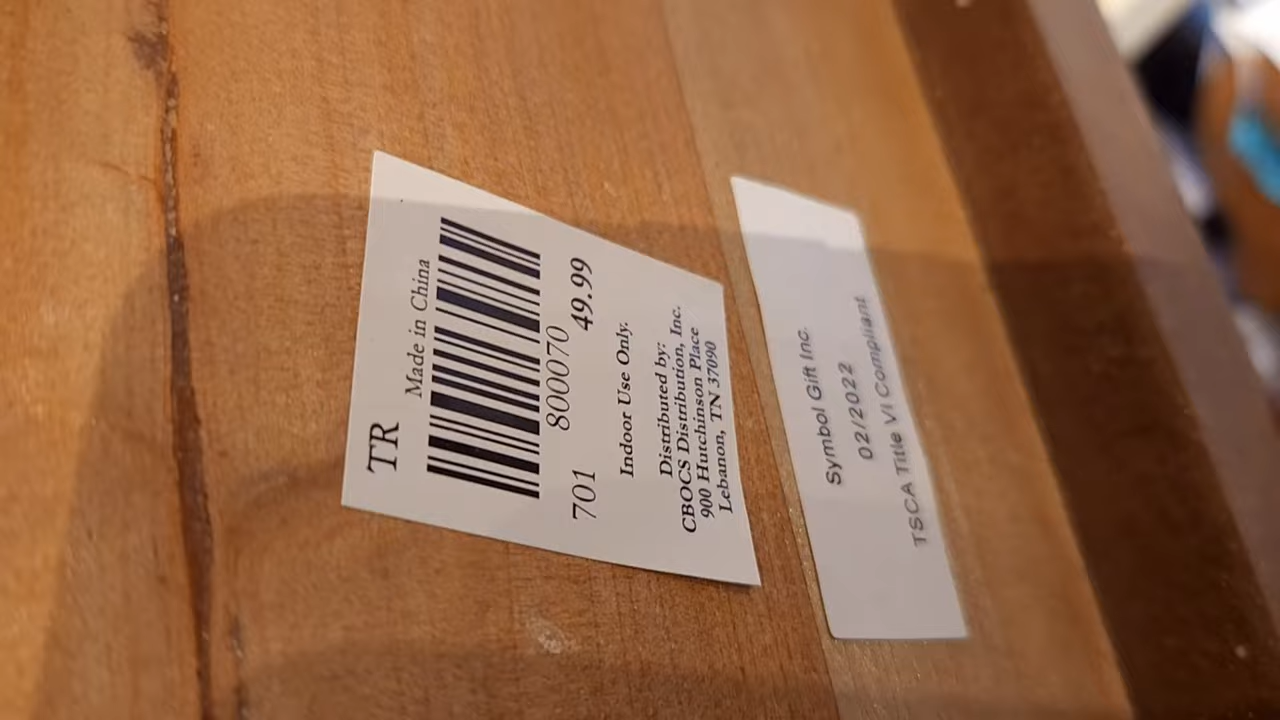 TR
Made in China
701 800070 49.99
Indoor Use Only.
Distributed by:
CBOCS Distribution, Inc.
900 Hutchinson Place
Lebanon, TN 37090
Symbol Gift Inc.
02/2022
TSCA Title VI Compliant